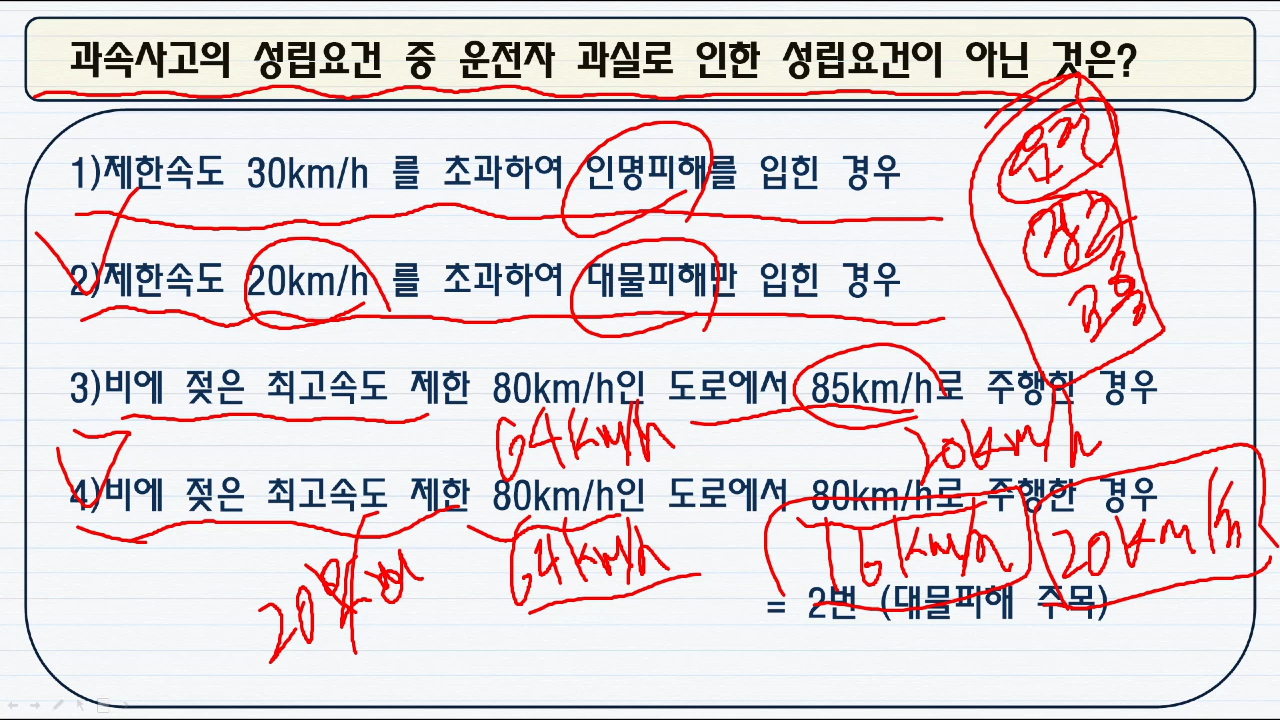 과속사고의 성립요건 중 운전자 과실로 인한 성립요건이 아닌 것은?
1)제한속도 30km/h 를 초과하여 인명피해를 입힌 경우
2)제한속도 20km/h 를 초과하여 대물피해만 입힌 경우
3)비에 젖은 최고속도 제한 80km/h인 도로에서 85km/h로 주행한 경우
64km/h
20km/h
4)비에 젖은 최고속도 제한 80km/h인 도로에서 80km/h로 주행한 경우
64km/h
16km/h
20km/h
= 2번 (대물피해 주목)